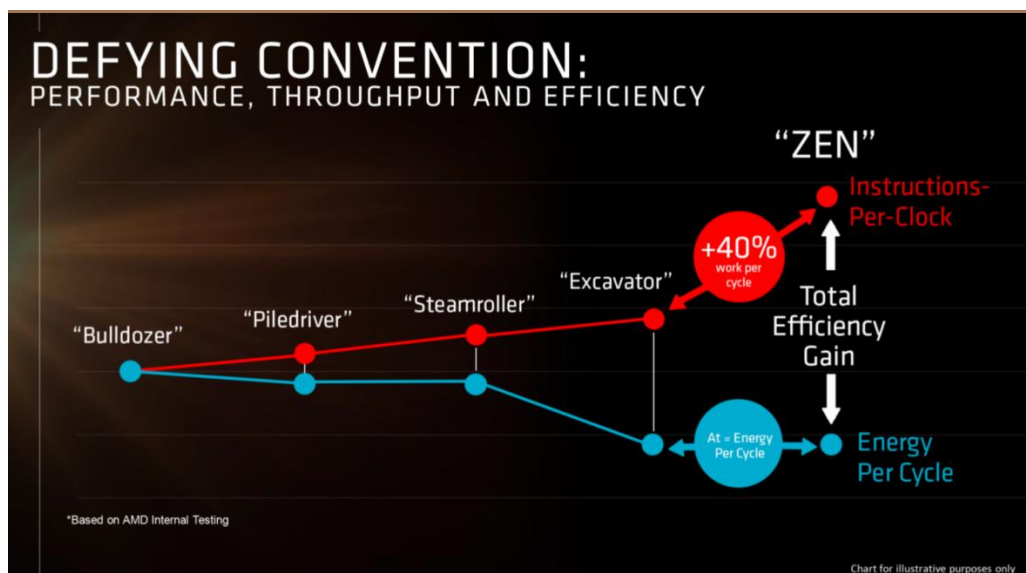 DEFYING CONVENTION:
PERFORMANCE, THROUGHPUT AND EFFICIENCY
“ZEN”
Instructions-
Per-Clock
+40%
work per
cycle
“Excavator”
“Steamroller”
“Piledriver”
“Bulldozer”
Total
Efficiency
Gain
At = Energy
Per Cycle
Energy
Per Cycle
*Based on AMD Internal Testing
Chart for illustrative purposes only